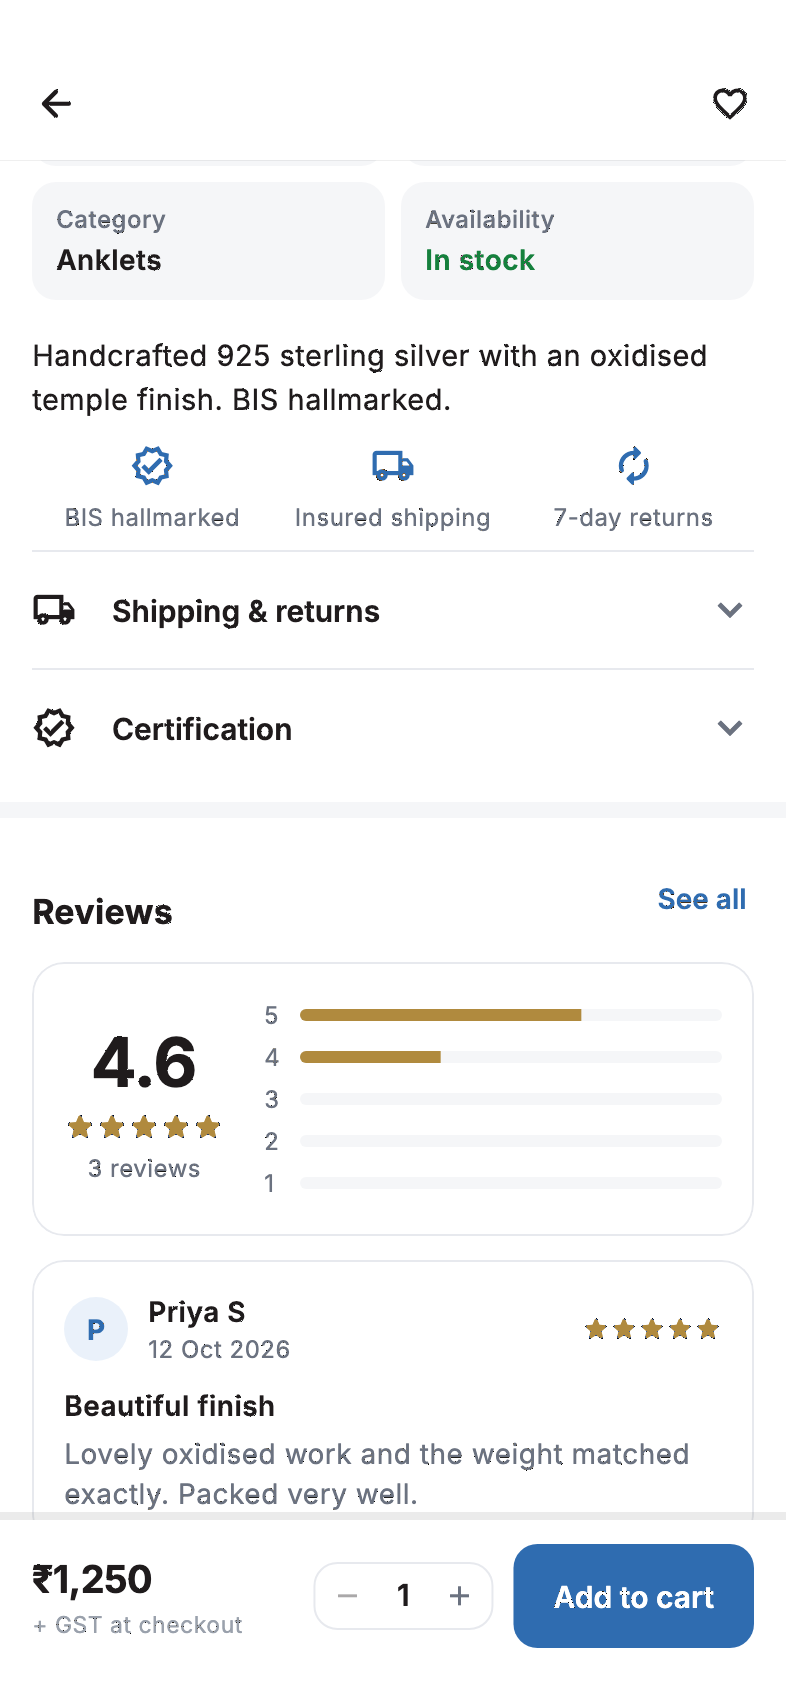 Category
Anklets
Availability
In stock
Handcrafted 925 sterling silver with an oxidised
temple finish. BIS hallmarked.
BIS hallmarked
Insured shipping
7-day returns
Shipping & returns
Certification
Reviews
See all
4.6
3 reviews
5
4
3
2
1
P
Priya S
12 Oct 2026
Beautiful finish
Lovely oxidised work and the weight matched
exactly. Packed very well.
₹1,250
+ GST at checkout
− 1 +
Add to cart